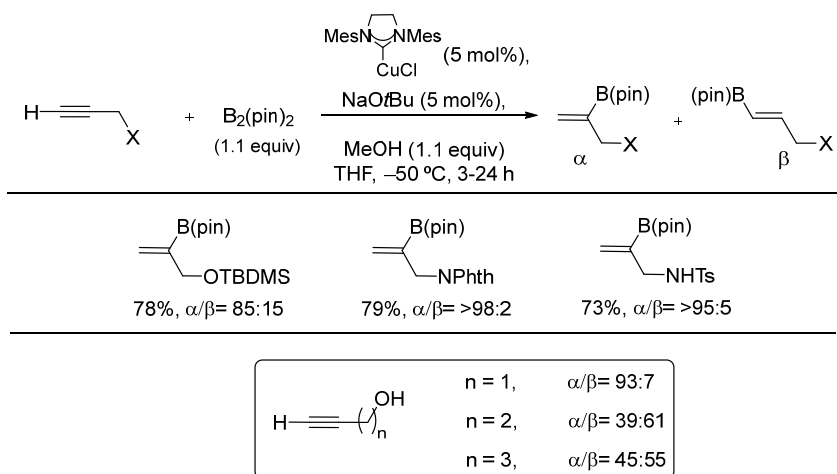 MesN NMes
CuCl
(5 mol%),
H
X
+
B₂(pin)₂
(1.1 equiv)
NaOtBu (5 mol%),
MeOH (1.1 equiv)
THF, –50 ºC, 3-24 h
B(pin)
X
α
+
(pin)B
X
β
B(pin)
OTBDMS
78%, α/β= 85:15
B(pin)
NPhth
79%, α/β= >98:2
B(pin)
NHTs
73%, α/β= >95:5
H
OH
n
n = 1, α/β= 93:7
n = 2, α/β= 39:61
n = 3, α/β= 45:55